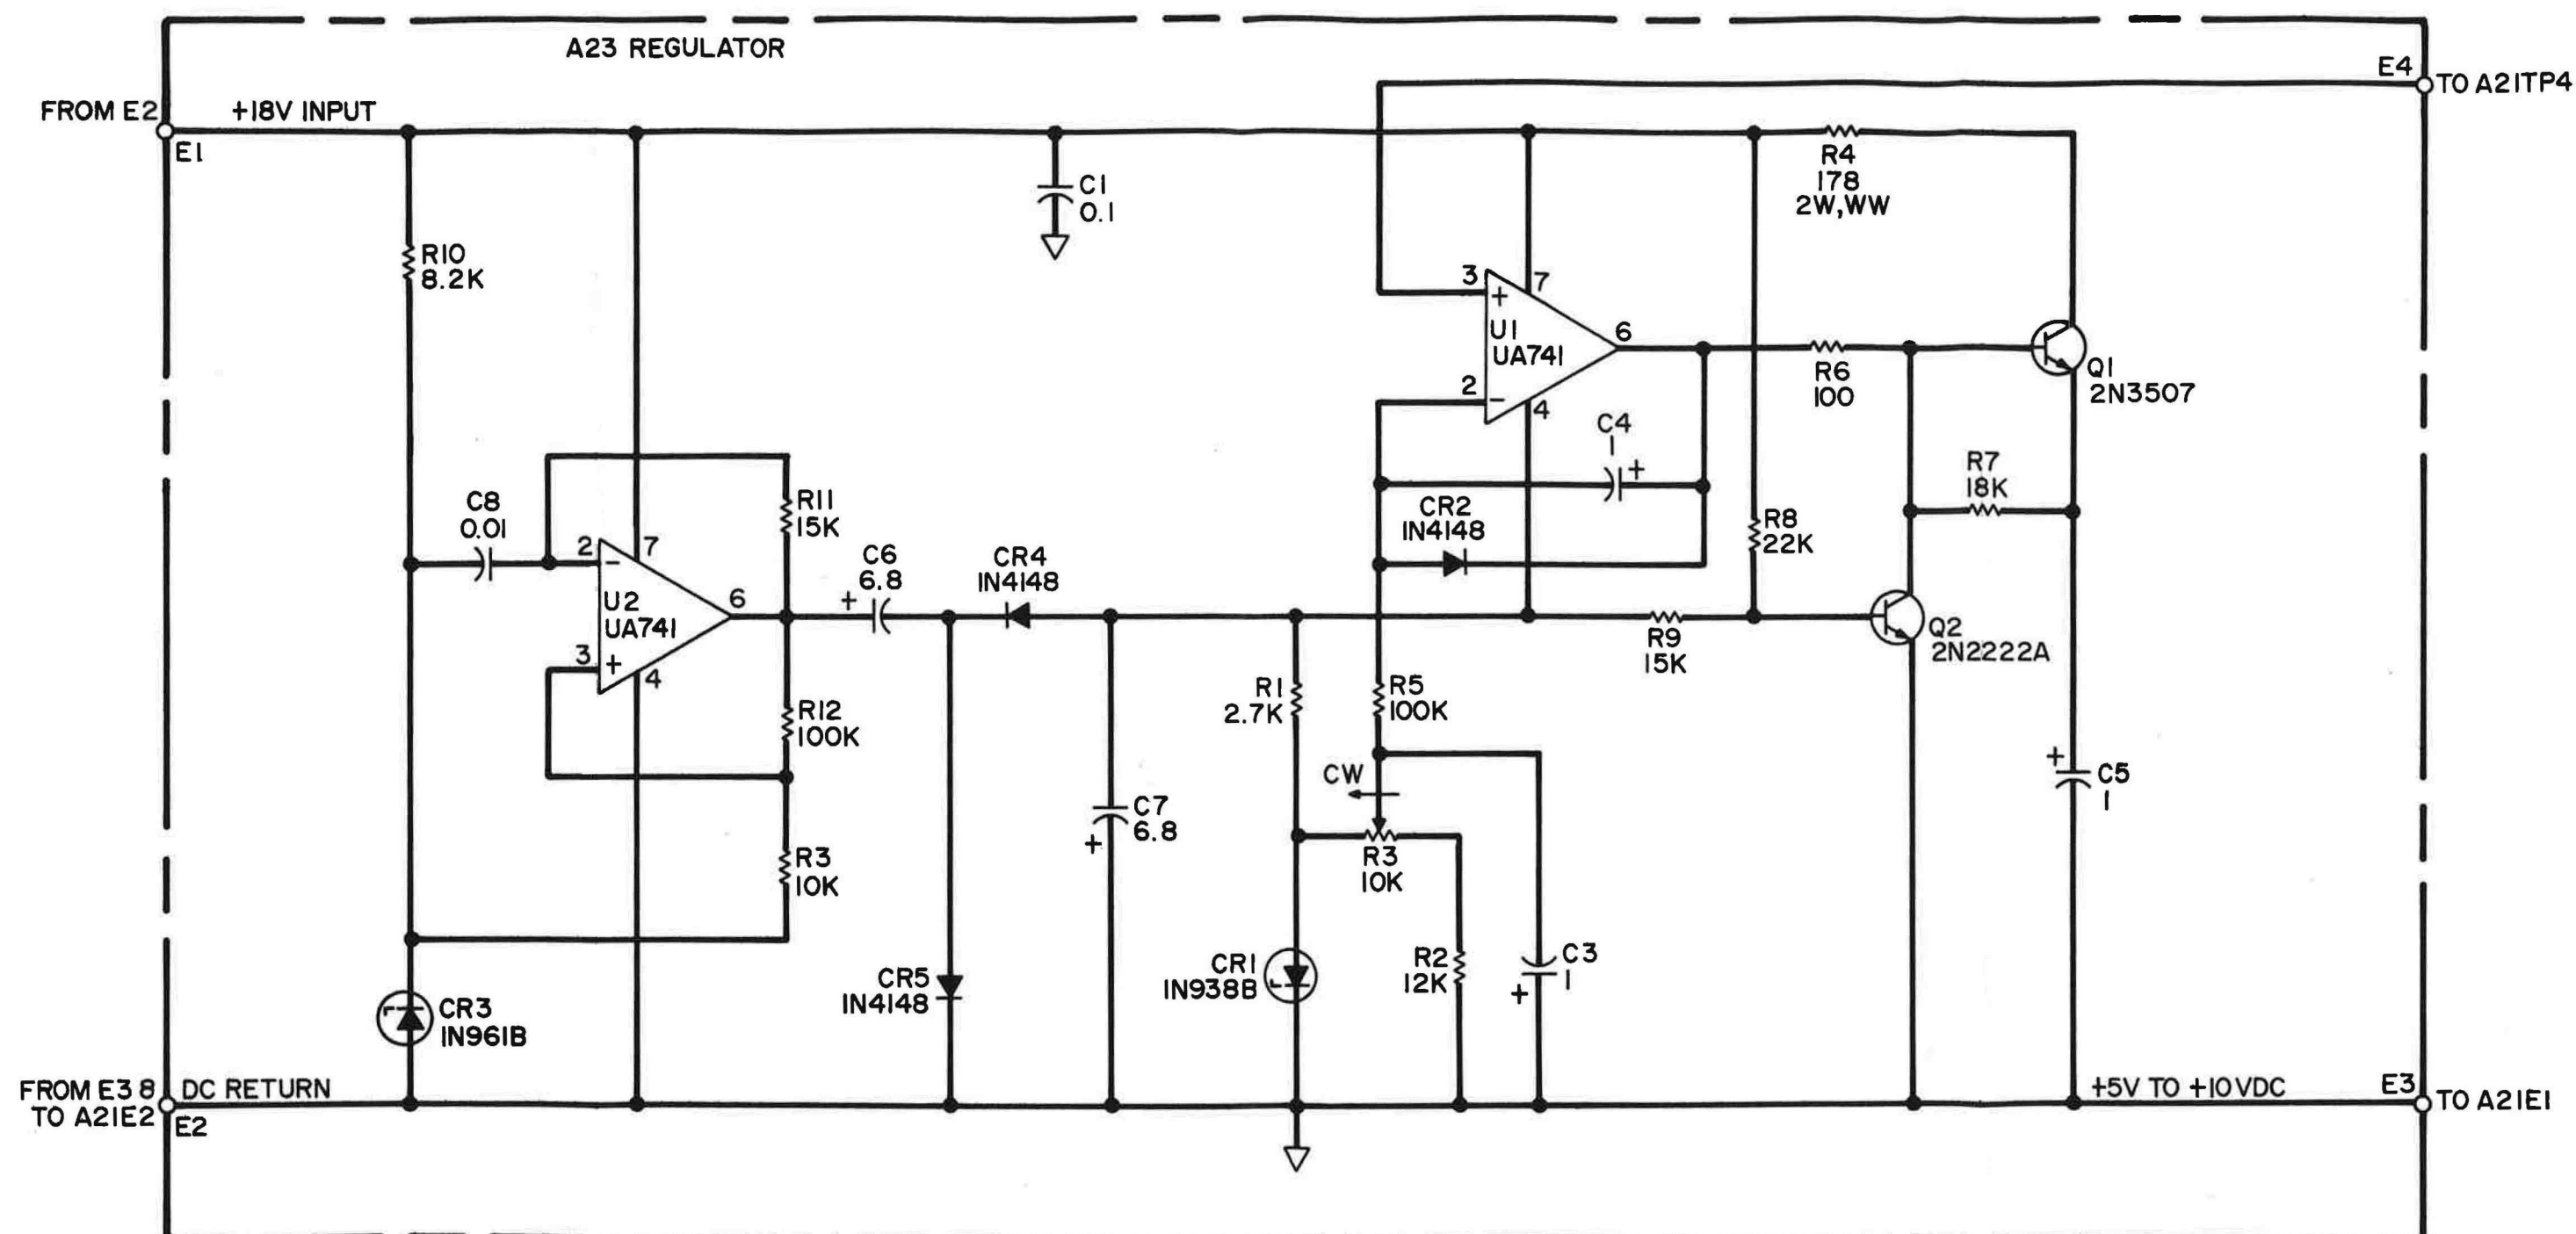 A23 REGULATOR
E4
TO A21TP4
FROM E2
+18V INPUT
E1
R4
178
2W,WW
C1
0.1
R10
8.2K
3
+
7
U1
UA741
6
2
-
4
R6
100
Q1
2N3507
C4
1
+
R7
18K
C8
0.01
R11
15K
CR2
1N4148
R8
22K
2
-
7
C6
6.8
+
CR4
1N4148
U2
UA741
6
3
+
4
R9
15K
Q2
2N2222A
R1
2.7K
R5
100K
R12
100K
CW
+
C5
1
C7
6.8
+
R3
10K
R3
10K
CR5
1N4148
CR1
1N938B
R2
12K
C3
1
+
CR3
1N961B
FROM E3 8
TO A21E2
DC RETURN
E2
+5V TO +10VDC
E3
TO A21E1